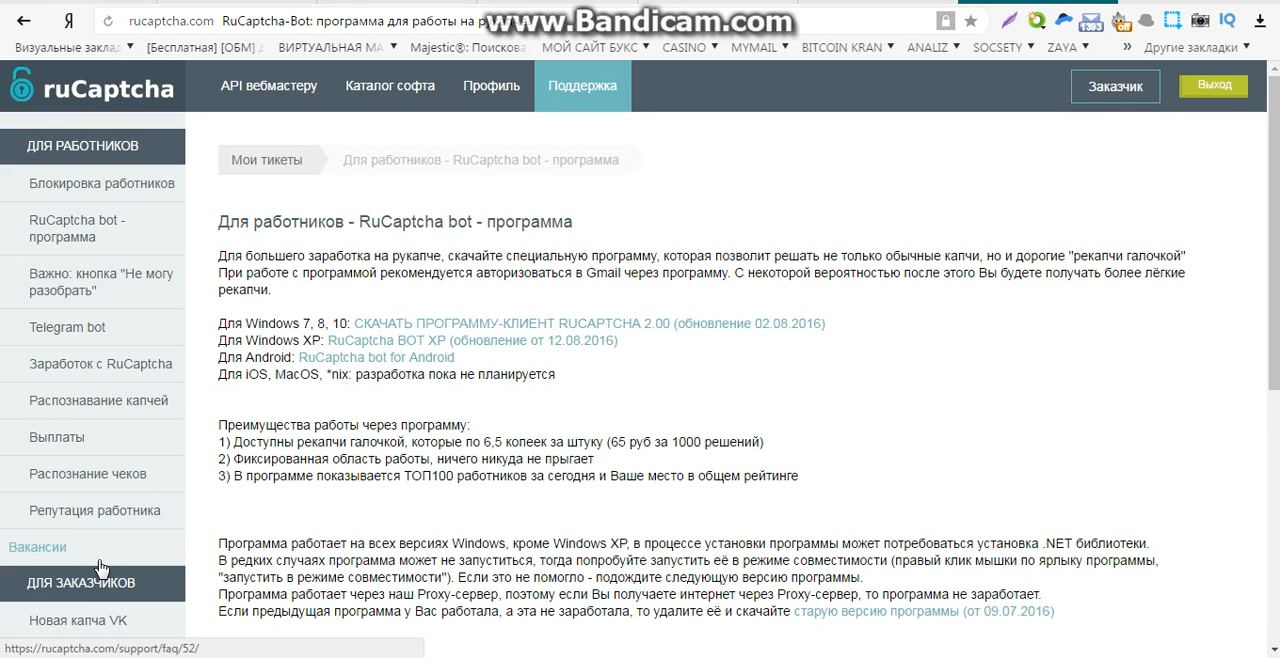 Я
rucaptcha.com RuCaptcha-Bot: программа для работы на
www.Bandicam.com
1393
off
IQ
Визуальные заклад
[Бесплатная] [ОБМ]
ВИРТУАЛЬНАЯ МА
Majestic®: Поискова
МОЙ САЙТ БУКС
CASINO
MYMAIL
BITCOIN KRAN
ANALIZ
SOCSETY
ZAYA
»
Другие закладки
ruCaptcha
API вебмастеру
Каталог софта
Профиль
Поддержка
Заказчик
Выход
ДЛЯ РАБОТНИКОВ
Блокировка работников
RuCaptcha bot -
программа
Важно: кнопка "Не могу
разобрать"
Telegram bot
Заработок с RuCaptcha
Распознавание капчей
Выплаты
Распознание чеков
Репутация работника
Вакансии
ДЛЯ ЗАКАЗЧИКОВ
Новая капча VK
Мои тикеты
Для работников - RuCaptcha bot - программа
Для работников - RuCaptcha bot - программа
Для большего заработка на рукапче, скачайте специальную программу, которая позволит решать не только обычные капчи, но и дорогие "рекапчи галочкой"
При работе с программой рекомендуется авторизоваться в Gmail через программу. С некоторой вероятностью после этого Вы будете получать более лёгкие
рекапчи.
Для Windows 7, 8, 10: СКАЧАТЬ ПРОГРАММУ-КЛИЕНТ RUCAPTCHA 2.00 (обновление 02.08.2016)
Для Windows XP: RuCaptcha BOT XP (обновление от 12.08.2016)
Для Android: RuCaptcha bot for Android
Для iOS, MacOS, *nix: разработка пока не планируется
Преимущества работы через программу:
1) Доступны рекапчи галочкой, которые по 6,5 копеек за штуку (65 руб за 1000 решений)
2) Фиксированная область работы, ничего никуда не прыгает
3) В программе показывается ТОП100 работников за сегодня и Ваше место в общем рейтинге
Программа работает на всех версиях Windows, кроме Windows XP, в процессе установки программы может потребоваться установка .NET библиотеки.
В редких случаях программа может не запуститься, тогда попробуйте запустить её в режиме совместимости (правый клик мышки по ярлыку программы,
"запустить в режиме совместимости"). Если это не помогло - подождите следующую версию программы.
Программа работает через наш Proxy-сервер, поэтому если Вы получаете интернет через Proxy-сервер, то программа не заработает.
Если предыдущая программа у Вас работала, а эта не заработала, то удалите её и скачайте старую версию программы (от 09.07.2016)
https://rucaptcha.com/support/faq/52/